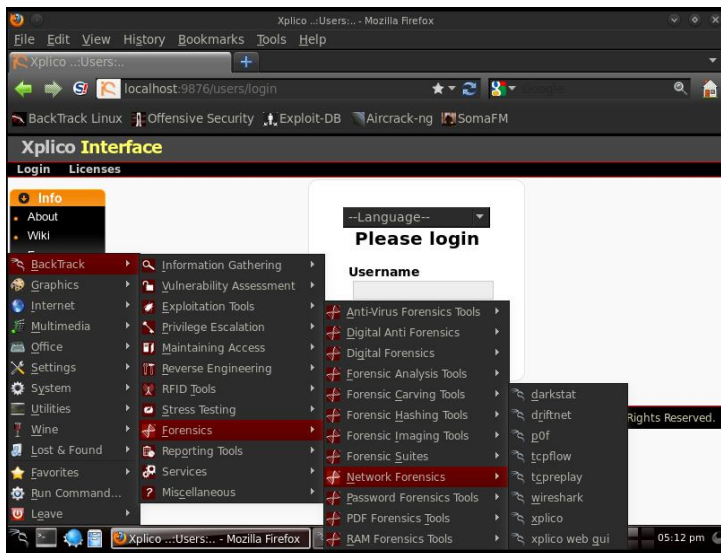 Xplico ..:Users:.. - Mozilla Firefox
File Edit View History Bookmarks Tools Help
Xplico ..:Users:..
localhost:9876/users/login
Google
BackTrack Linux Offensive Security Exploit-DB Aircrack-ng SomaFM
Xplico Interface
Login Licenses
Info
About
Wiki
--Language--
Please login
Username
BackTrack
Graphics
Internet
Multimedia
Office
Settings
System
Utilities
Wine
Lost & Found
Favorites
Run Command...
Leave
Information Gathering
Vulnerability Assessment
Exploitation Tools
Privilege Escalation
Maintaining Access
Reverse Engineering
RFID Tools
Stress Testing
Forensics
Reporting Tools
Services
Miscellaneous
Anti-Virus Forensics Tools
Digital Anti Forensics
Digital Forensics
Forensic Analysis Tools
Forensic Carving Tools
Forensic Hashing Tools
Forensic Imaging Tools
Forensic Suites
Network Forensics
Password Forensics Tools
PDF Forensics Tools
RAM Forensics Tools
darkstat
driftnet
p0f
tcpflow
tcpreplay
wireshark
xplico
xplico web gui
Rights Reserved.
Xplico ..:Users:.. - Mozilla Firefox
05:12 pm